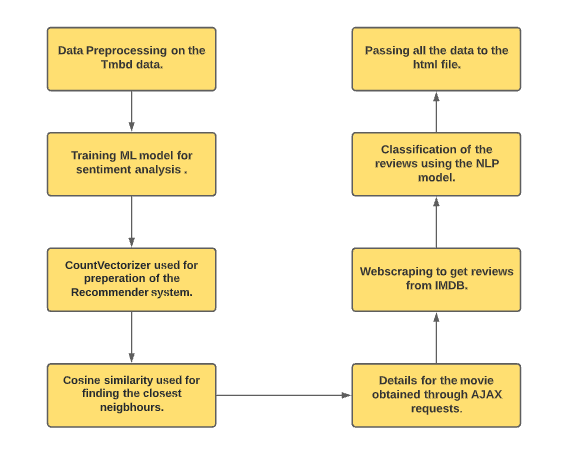 Data Preprocessing on the
Tmbd data.
Training ML model for
sentiment analysis .
CountVectorizer used for
preperation of the
Recommender system.
Cosine similarity used for
finding the closest
neigbhours.
Details for the movie
obtained through AJAX
requests.
Webscraping to get reviews
from IMDB.
Classification of the
reviews using the NLP
model.
Passing all the data to the
html file.